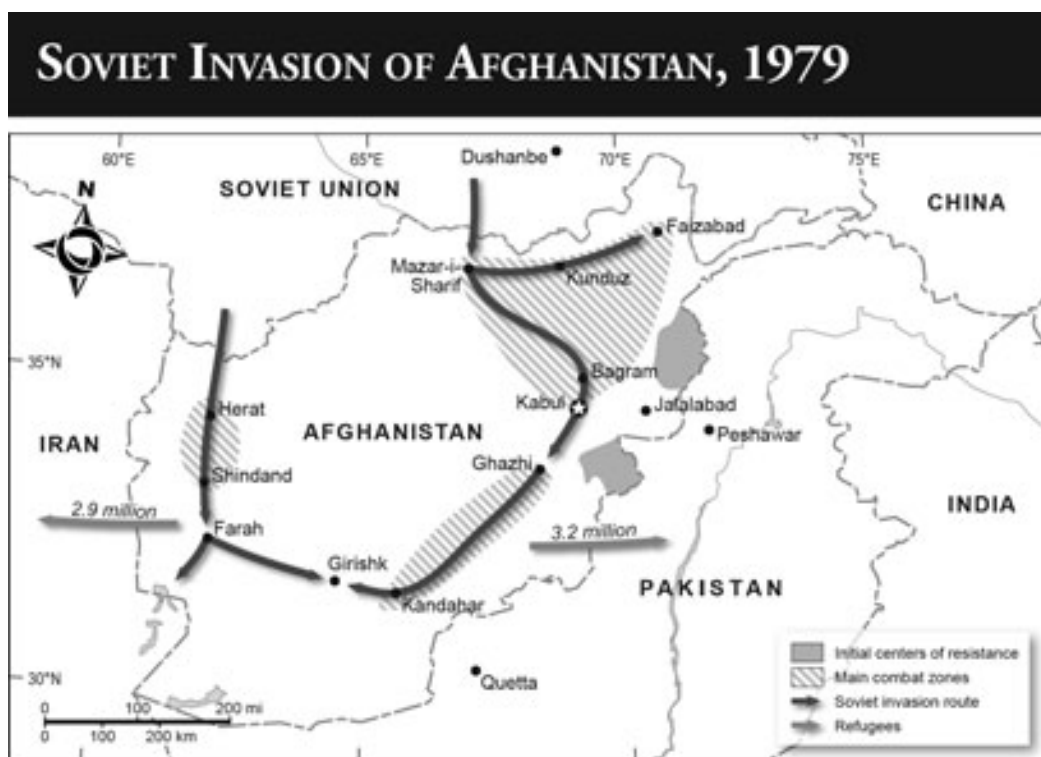 SOVIET INVASION OF AFGHANISTAN, 1979
60°E
65°E
70°E
75°E
Dushanbe
SOVIET UNION
CHINA
N
Faizabad
Mazar-i-
Sharif
Kunduz
35°N
Bagram
Kabul
Jalalabad
Herat
AFGHANISTAN
Peshawar
IRAN
Ghazhi
Shindand
INDIA
2.9 million
Farah
3.2 million
Girishk
PAKISTAN
Kandahar
Initial centers of resistance
Main combat zones
Soviet invasion route
Refugees
30°N
Quetta
0 100 200 mi
0 100 200 km